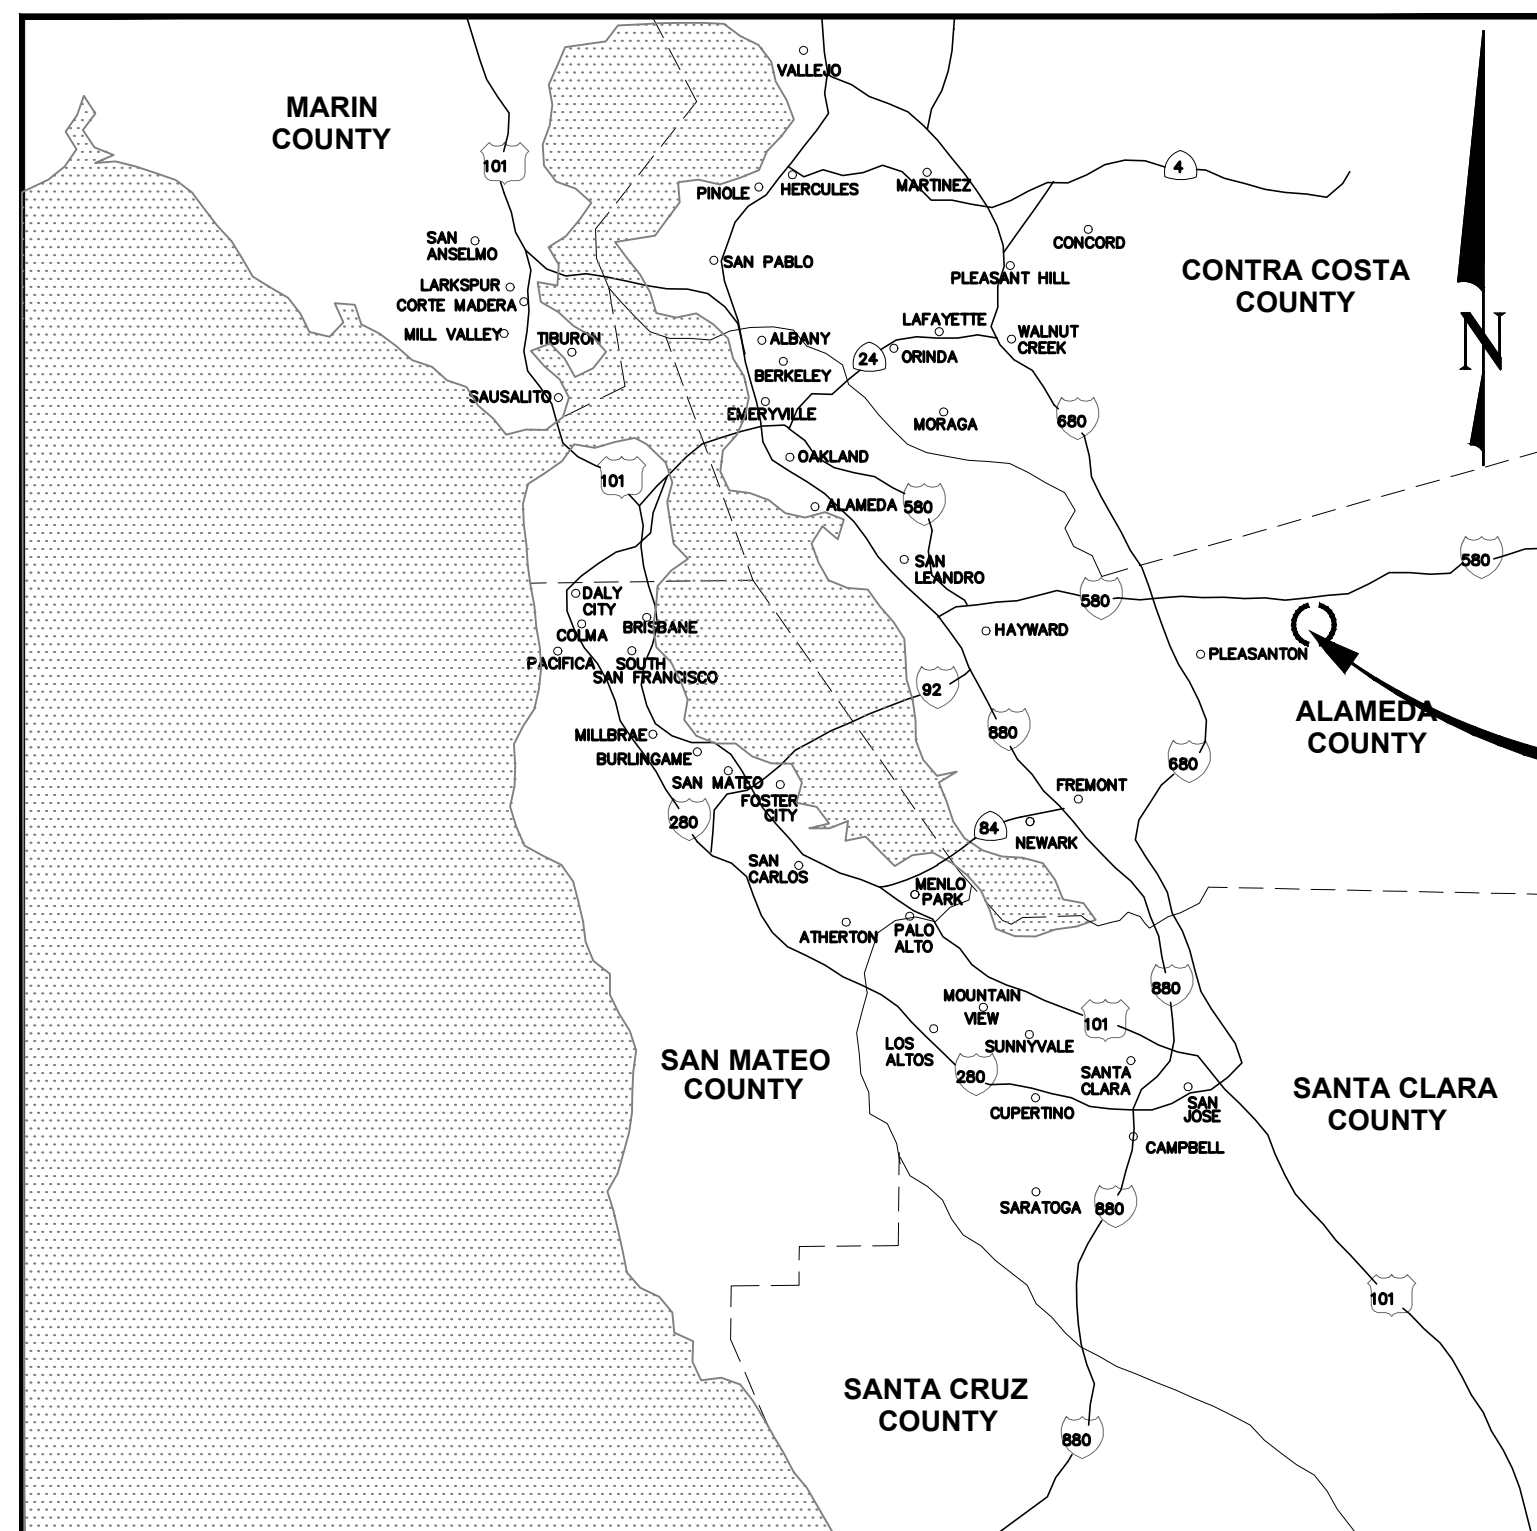 VALLEJO
MARIN
COUNTY
101
4
PINOLE
HERCULES
MARTINEZ
SAN
ANSELMO
CONCORD
SAN PABLO
PLEASANT HILL
CONTRA COSTA
COUNTY
LARKSPUR
CORTE MADERA
MILL VALLEY
TIBURON
ALBANY
LAFAYETTE
WALNUT
CREEK
24
ORINDA
N
BERKELEY
SAUSALITO
EMERYVILLE
MORAGA
680
OAKLAND
101
ALAMEDA
580
SAN
LEANDRO
580
580
DALY
CITY
COLMA
BRISBANE
HAYWARD
PACIFICA
SOUTH
SAN FRANCISCO
PLEASANTON
92
ALAMEDA
COUNTY
MILLBRAE
880
BURLINGAME
680
SAN MATEO
FOSTER
CITY
FREMONT
280
84
NEWARK
SAN
CARLOS
MENLO
PARK
ATHERTON
PALO
ALTO
880
MOUNTAIN
VIEW
101
LOS
ALTOS
SUNNYVALE
SAN MATEO
COUNTY
280
SANTA
CLARA
SANTA CLARA
COUNTY
CUPERTINO
SAN
JOSE
CAMPBELL
SARATOGA
880
101
SANTA CRUZ
COUNTY
880